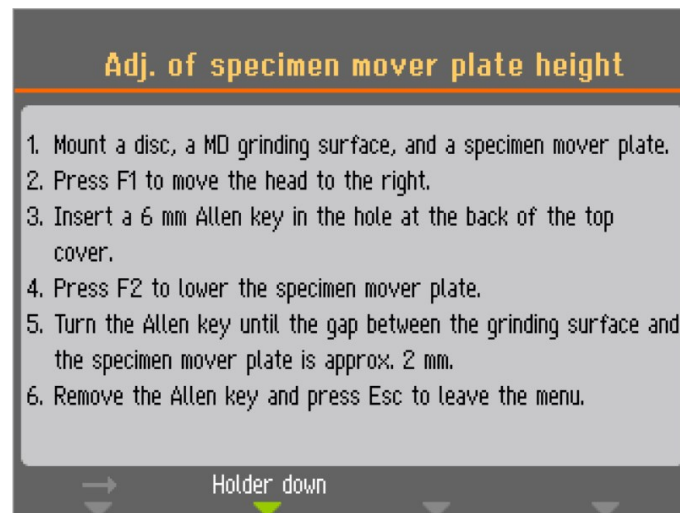 Adj. of specimen mover plate height
1. Mount a disc, a MD grinding surface, and a specimen mover plate.
2. Press F1 to move the head to the right.
3. Insert a 6 mm Allen key in the hole at the back of the top
cover.
4. Press F2 to lower the specimen mover plate.
5. Turn the Allen key until the gap between the grinding surface and
the specimen mover plate is approx. 2 mm.
6. Remove the Allen key and press Esc to leave the menu.
Holder down